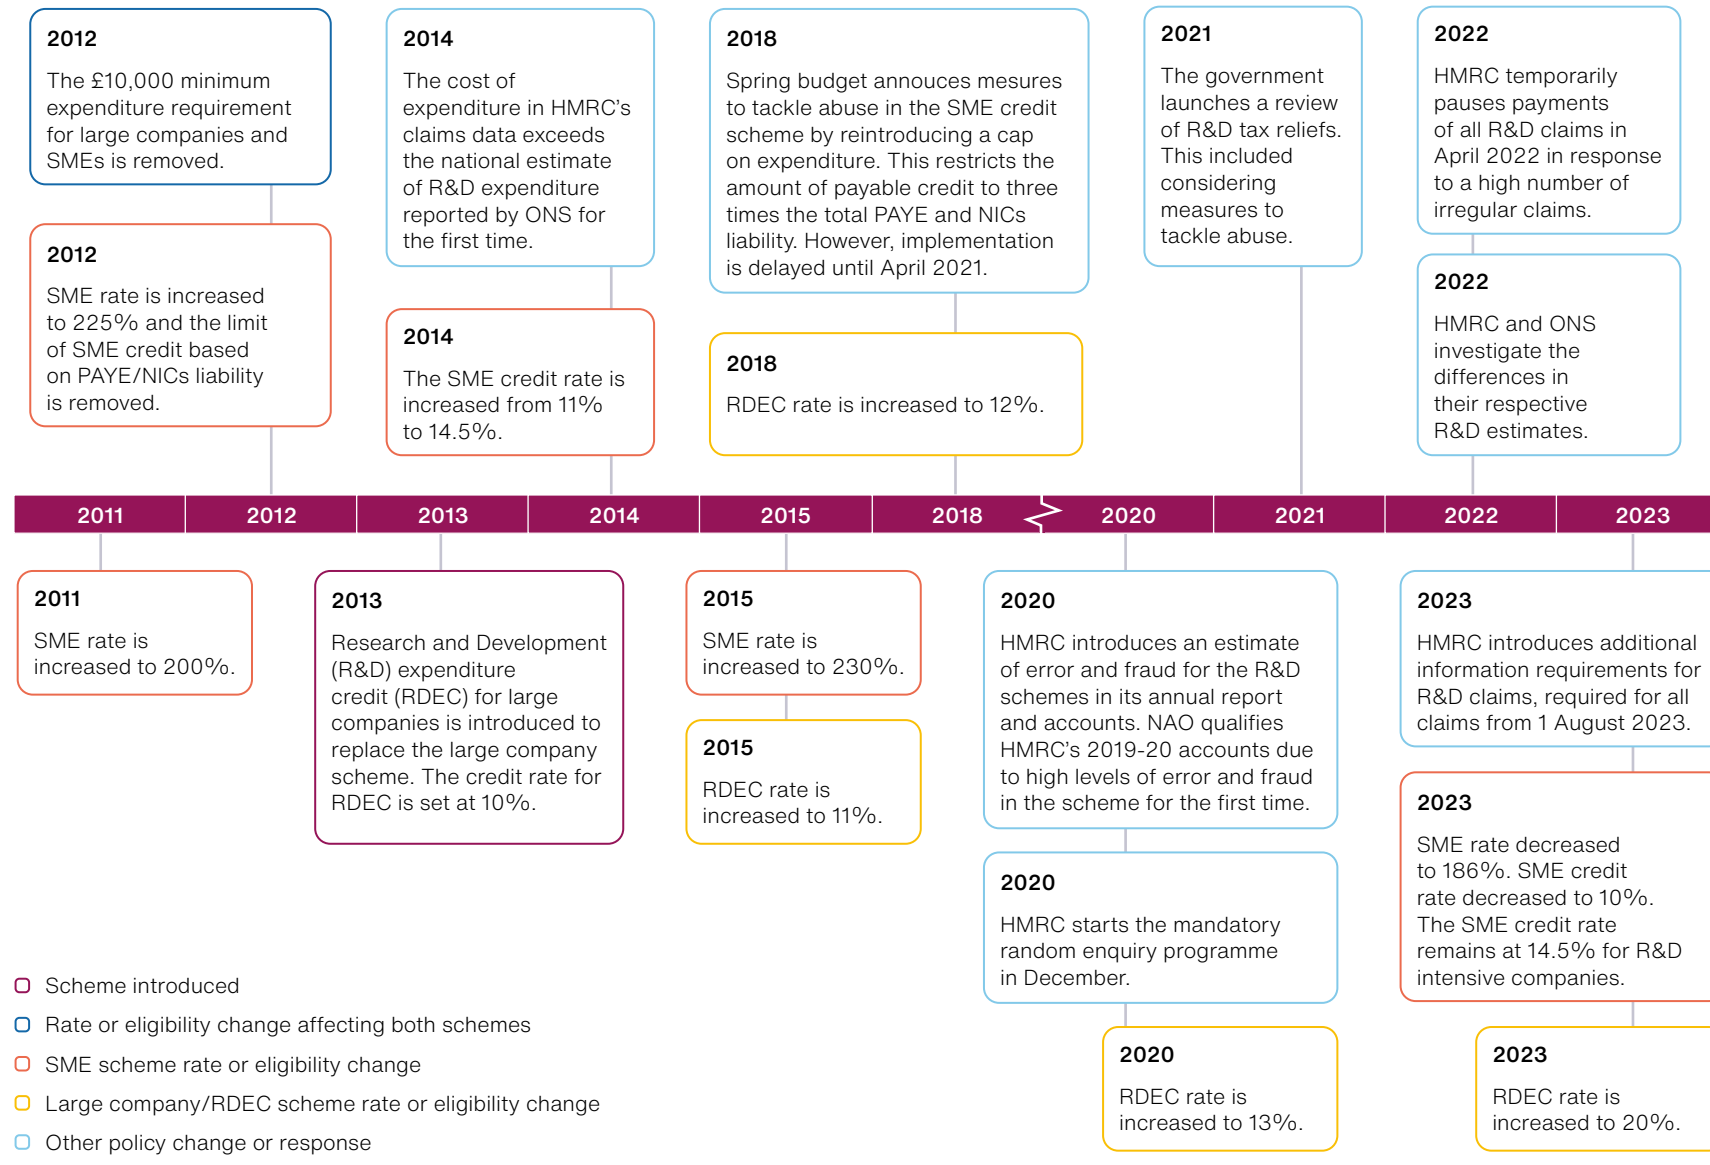 2012
The £10,000 minimum
expenditure requirement
for large companies and
SMEs is removed.
2012
SME rate is increased
to 225% and the limit
of SME credit based
on PAYE/NICs liability
is removed.
2014
The cost of
expenditure in HMRC's
claims data exceeds
the national estimate
of R&D expenditure
reported by ONS for
the first time.
2014
The SME credit rate is
increased from 11%
to 14.5%.
2018
Spring budget annouces mesures
to tackle abuse in the SME credit
scheme by reintroducing a cap
on expenditure. This restricts the
amount of payable credit to three
times the total PAYE and NICs
liability. However, implementation
is delayed until April 2021.
2018
RDEC rate is increased to 12%.
2021
The government
launches a review
of R&D tax reliefs.
This included
considering
measures to
tackle abuse.
2022
HMRC temporarily
pauses payments
of all R&D claims in
April 2022 in response
to a high number of
irregular claims.
2022
HMRC and ONS
investigate the
differences in
their respective
R&D estimates.
2011 2012 2013 2014 2015 2018 2020 2021 2022 2023
2011
SME rate is
increased to 200%.
2013
Research and Development
(R&D) expenditure
credit (RDEC) for large
companies is introduced to
replace the large company
scheme. The credit rate for
RDEC is set at 10%.
2015
SME rate is
increased to 230%.
2015
RDEC rate is
increased to 11%.
2020
HMRC introduces an estimate
of error and fraud for the R&D
schemes in its annual report
and accounts. NAO qualifies
HMRC's 2019-20 accounts due
to high levels of error and fraud
in the scheme for the first time.
2020
HMRC starts the mandatory
random enquiry programme
in December.
2020
RDEC rate is
increased to 13%.
2023
HMRC introduces additional
information requirements for
R&D claims, required for all
claims from 1 August 2023.
2023
SME rate decreased
to 186%. SME credit
rate decreased to 10%.
The SME credit rate
remains at 14.5% for R&D
intensive companies.
2023
RDEC rate is
increased to 20%.
Scheme introduced
Rate or eligibility change affecting both schemes
SME scheme rate or eligibility change
Large company/RDEC scheme rate or eligibility change
Other policy change or response